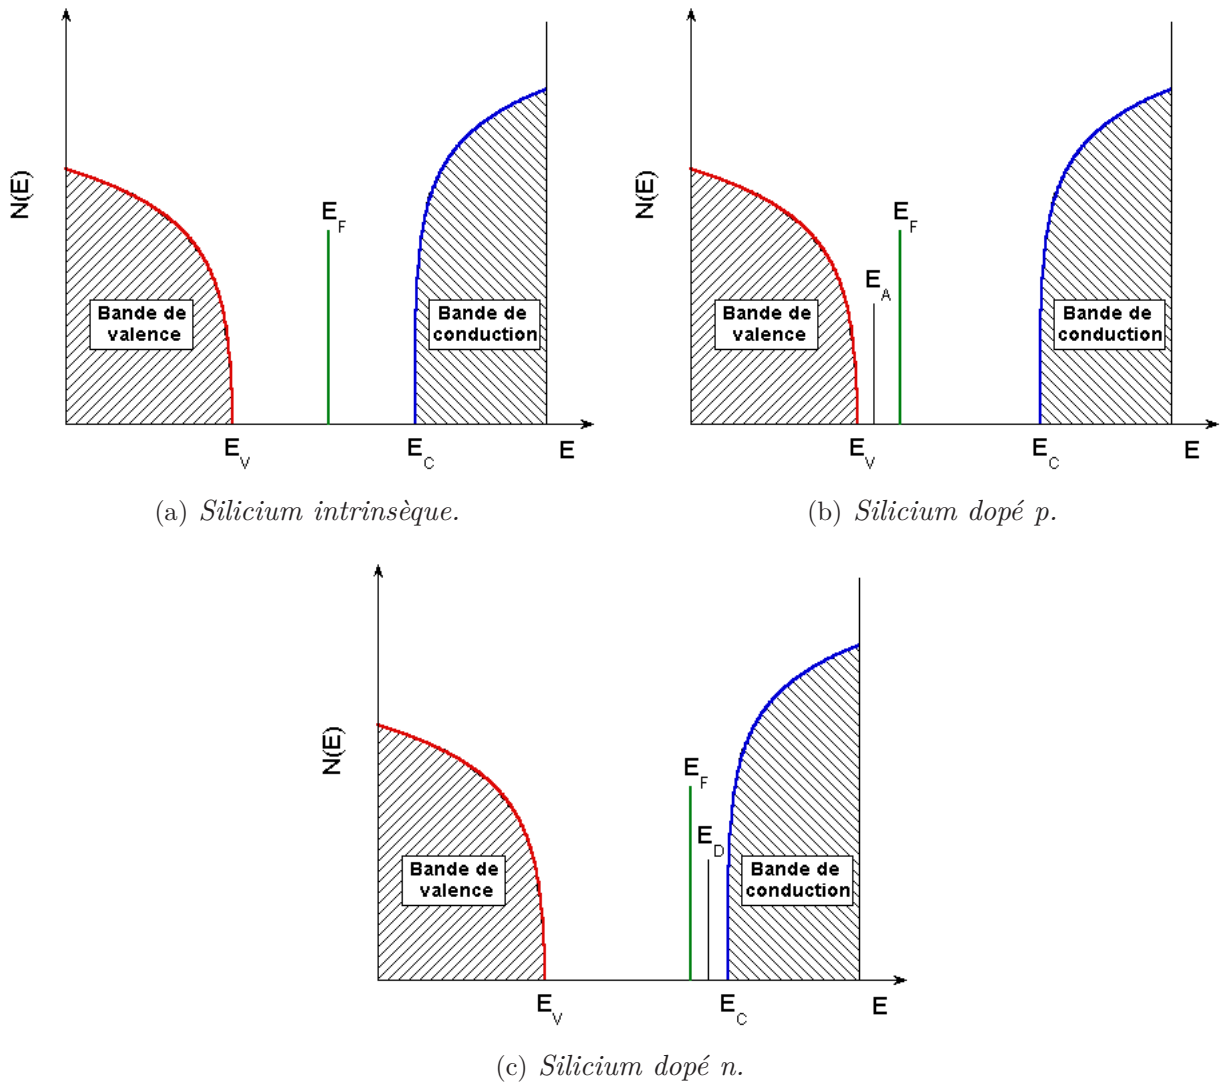 N(E)
E_F
Bande de
valence
Bande de
conduction
E_V
E_C
E
(a) Silicium intrinsèque.
N(E)
E_F
E_A
Bande de
valence
Bande de
conduction
E_V
E_C
E
(b) Silicium dopé p.
N(E)
E_F
E_D
Bande de
valence
Bande de
conduction
E_V
E_C
E
(c) Silicium dopé n.